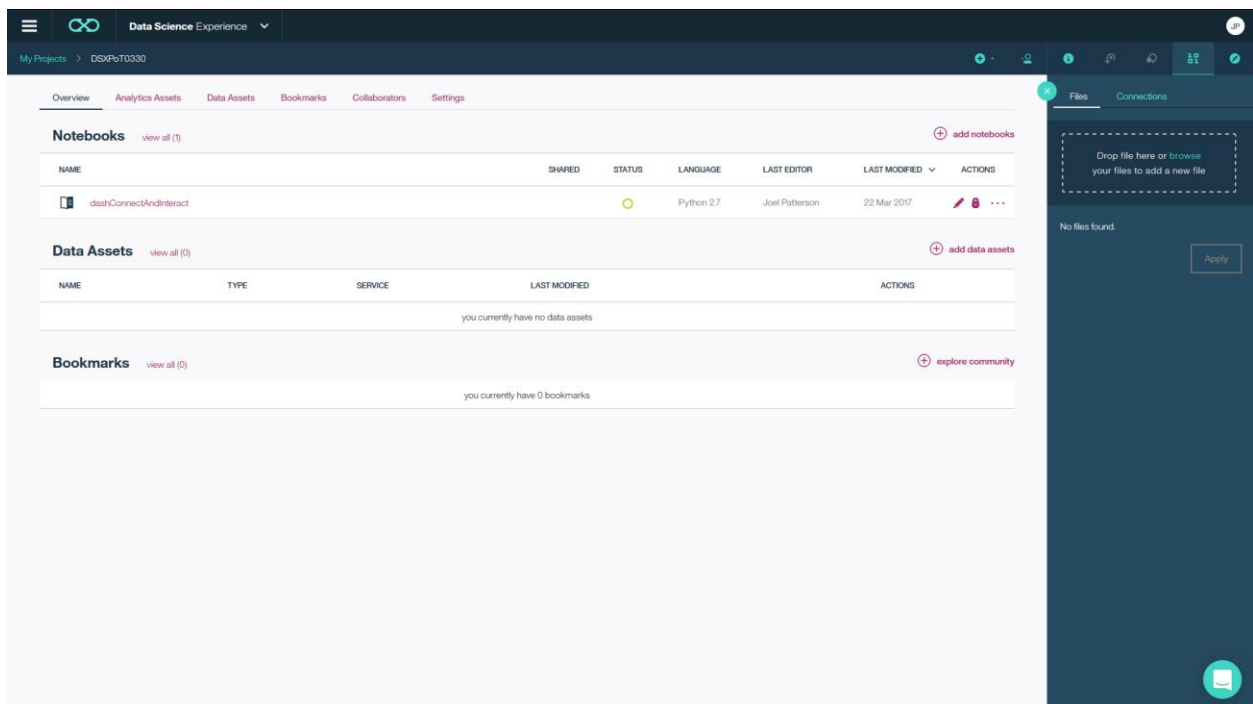 Data Science Experience
JP
My Projects > DSXPoT0330
Overview Analytics Assets Data Assets Bookmarks Collaborators Settings
Files Connections
Notebooks view all (1) add notebooks
Drop file here or browse
your files to add a new file
NAME SHARED STATUS LANGUAGE LAST EDITOR LAST MODIFIED ACTIONS
dashConnectAndInteract Python 2.7 Joel Patterson 22 Mar 2017 ...
No files found.
Apply
Data Assets view all (0) add data assets
NAME TYPE SERVICE LAST MODIFIED ACTIONS
you currently have no data assets
Bookmarks view all (0) explore community
you currently have 0 bookmarks